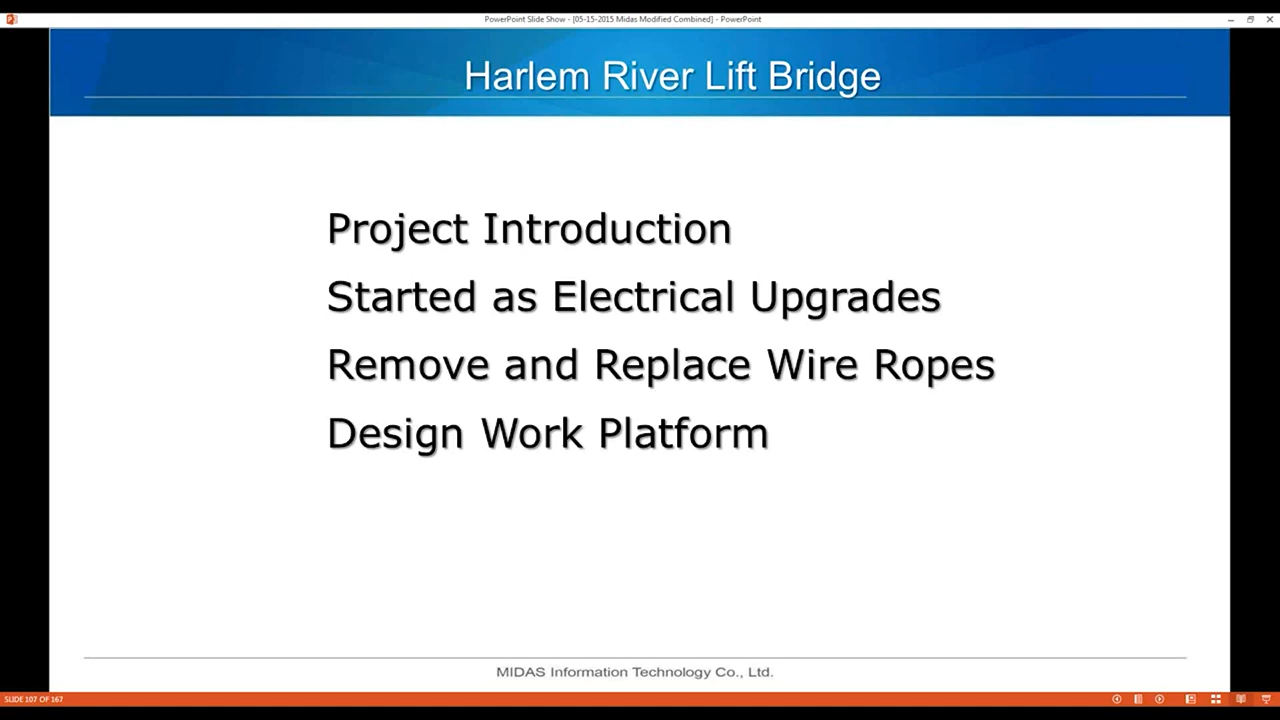 PowerPoint Slide Show - [05-15-2015 Midas Modified Combined] - PowerPoint
Harlem River Lift Bridge
Project Introduction
Started as Electrical Upgrades
Remove and Replace Wire Ropes
Design Work Platform
MIDAS Information Technology Co., Ltd.
SLIDE 107 OF 167